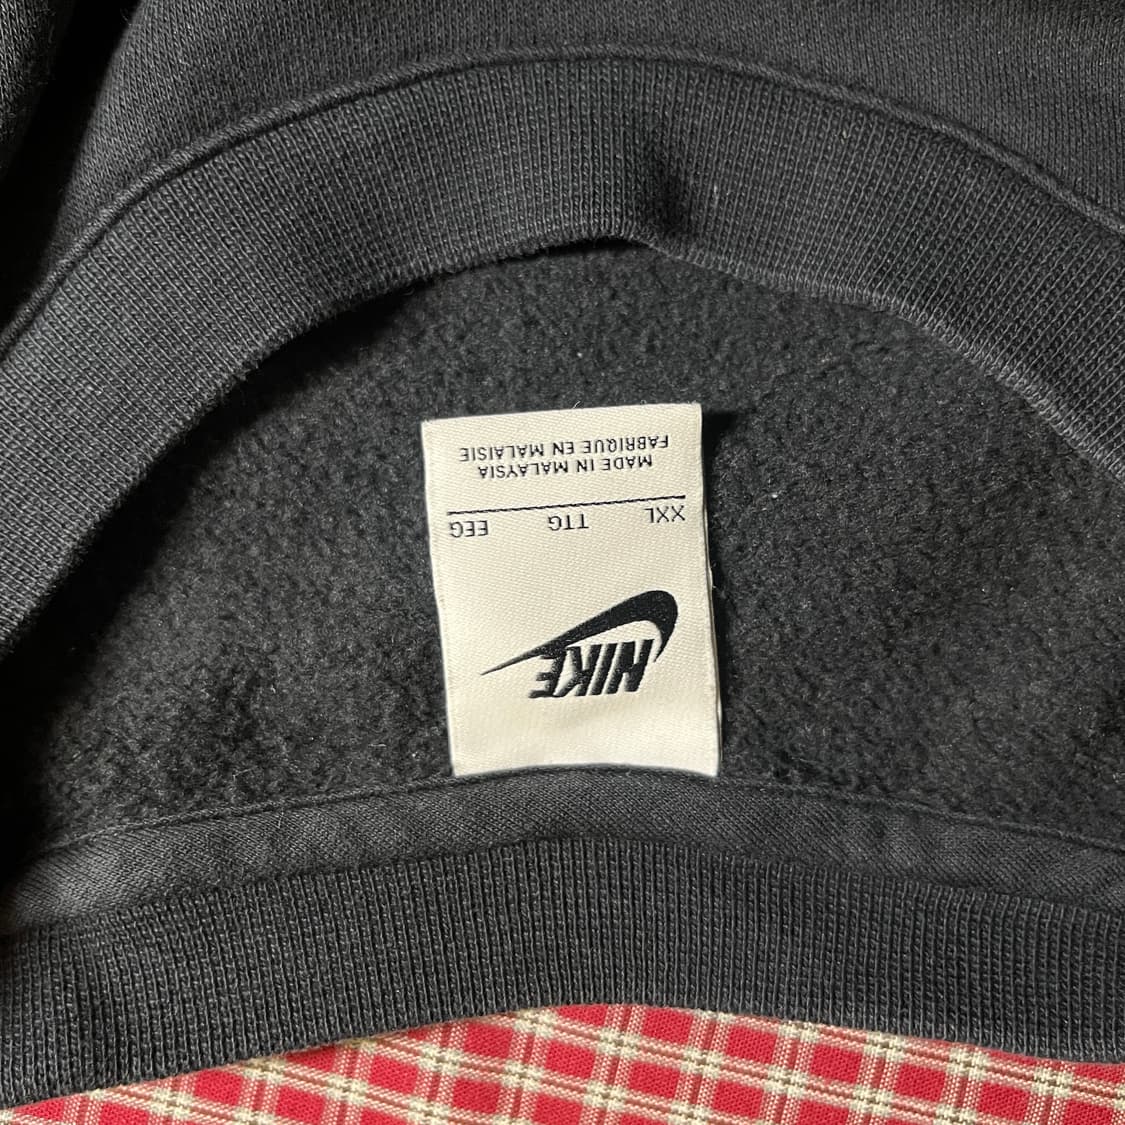 NIKE
XXL TTG EEG
MADE IN MALAYSIA
FABRIQUE EN MALAISIE